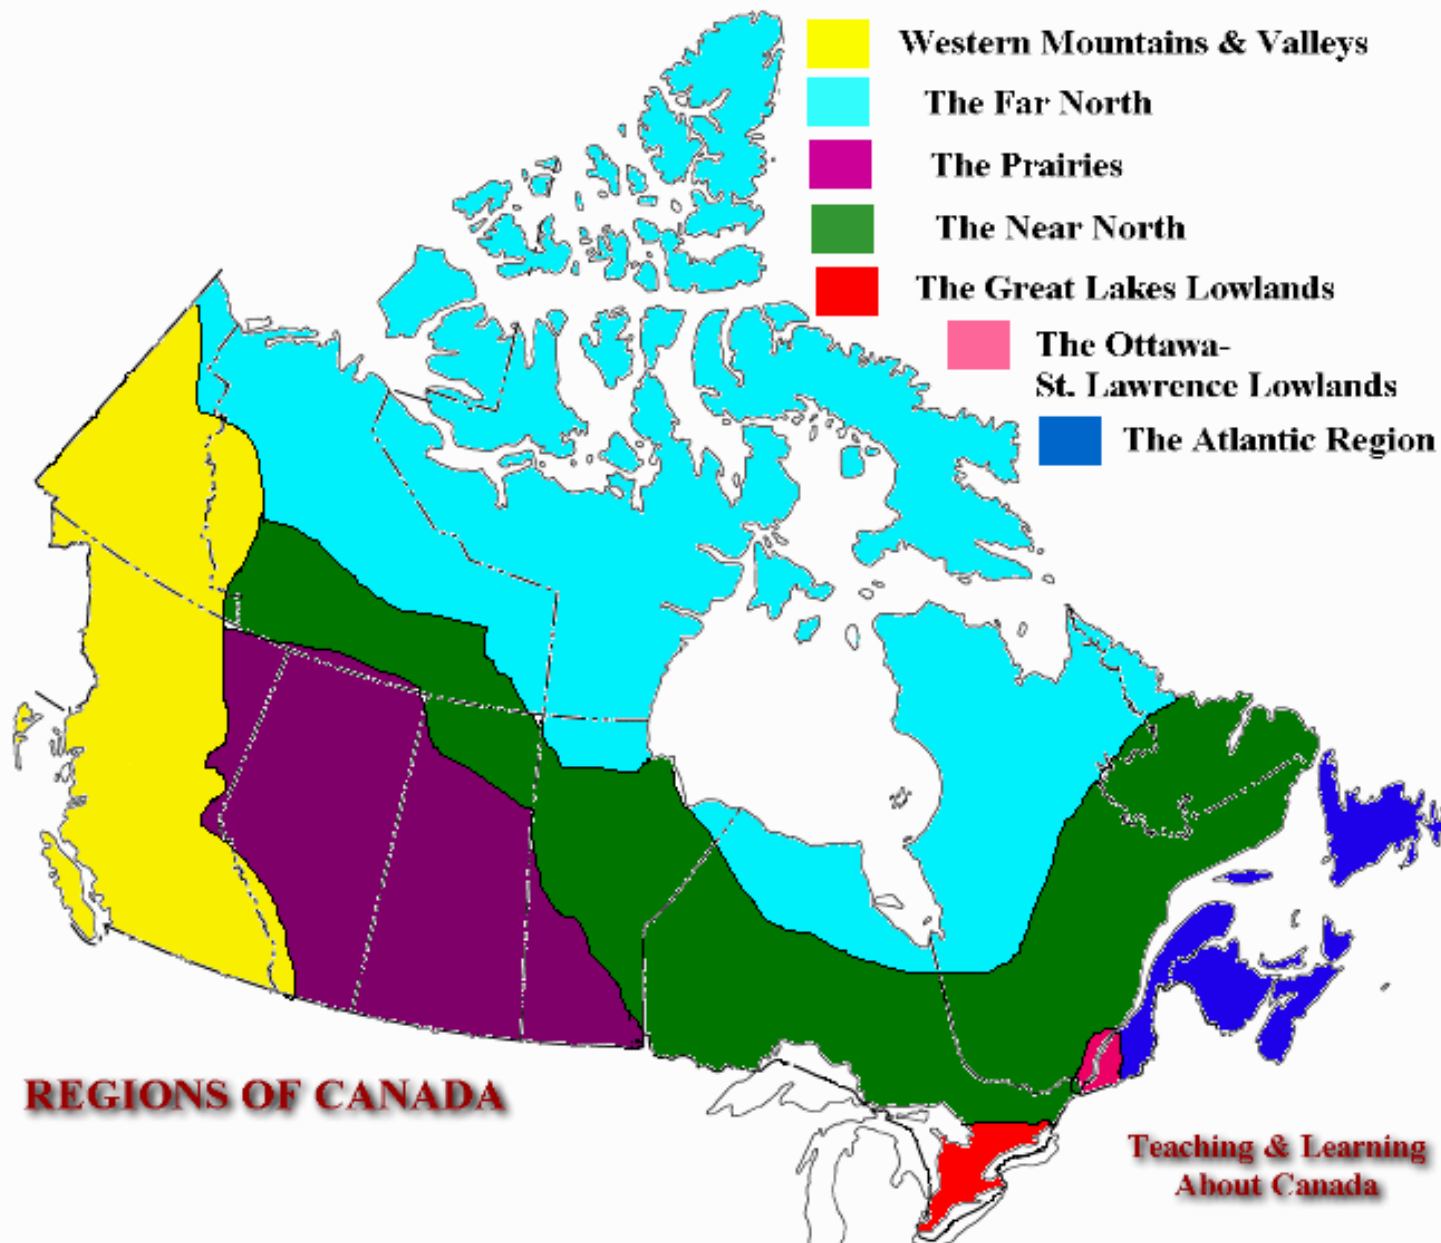 Western Mountains & Valleys
The Far North
The Prairies
The Near North
The Great Lakes Lowlands
The Ottawa-
St. Lawrence Lowlands
The Atlantic Region
REGIONS OF CANADA
Teaching & Learning
About Canada